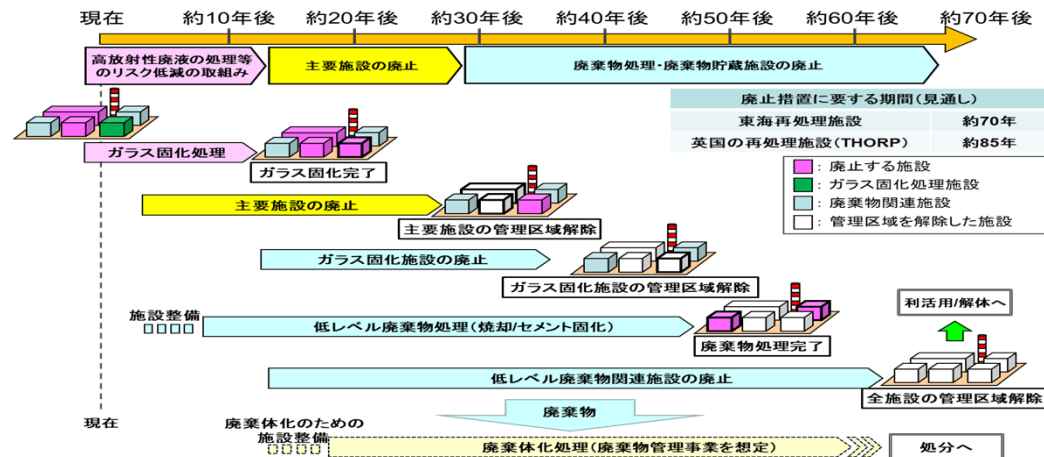 現在
約10年後
約20年後
約30年後
約40年後
約50年後
約60年後
約70年後
高放射性廃液の処理等
のリスク低減の取組み
主要施設の廃止
廃棄物処理・廃棄物貯蔵施設の廃止
廃止措置に要する期間(見通し)
東海再処理施設
約70年
英国の再処理施設(THORP)
約85年
ガラス固化処理
ガラス固化完了
:廃止する施設
:ガラス固化処理施設
:廃棄物関連施設
:管理区域を解除した施設
主要施設の廃止
主要施設の管理区域解除
ガラス固化施設の廃止
ガラス固化施設の管理区域解除
施設整備
低レベル廃棄物処理(焼却/セメント固化)
廃棄物処理完了
利活用/解体へ
低レベル廃棄物関連施設の廃止
全施設の管理区域解除
現在
廃棄物
廃棄体化のための
施設整備
廃棄体化処理(廃棄物管理事業を想定)
処分へ